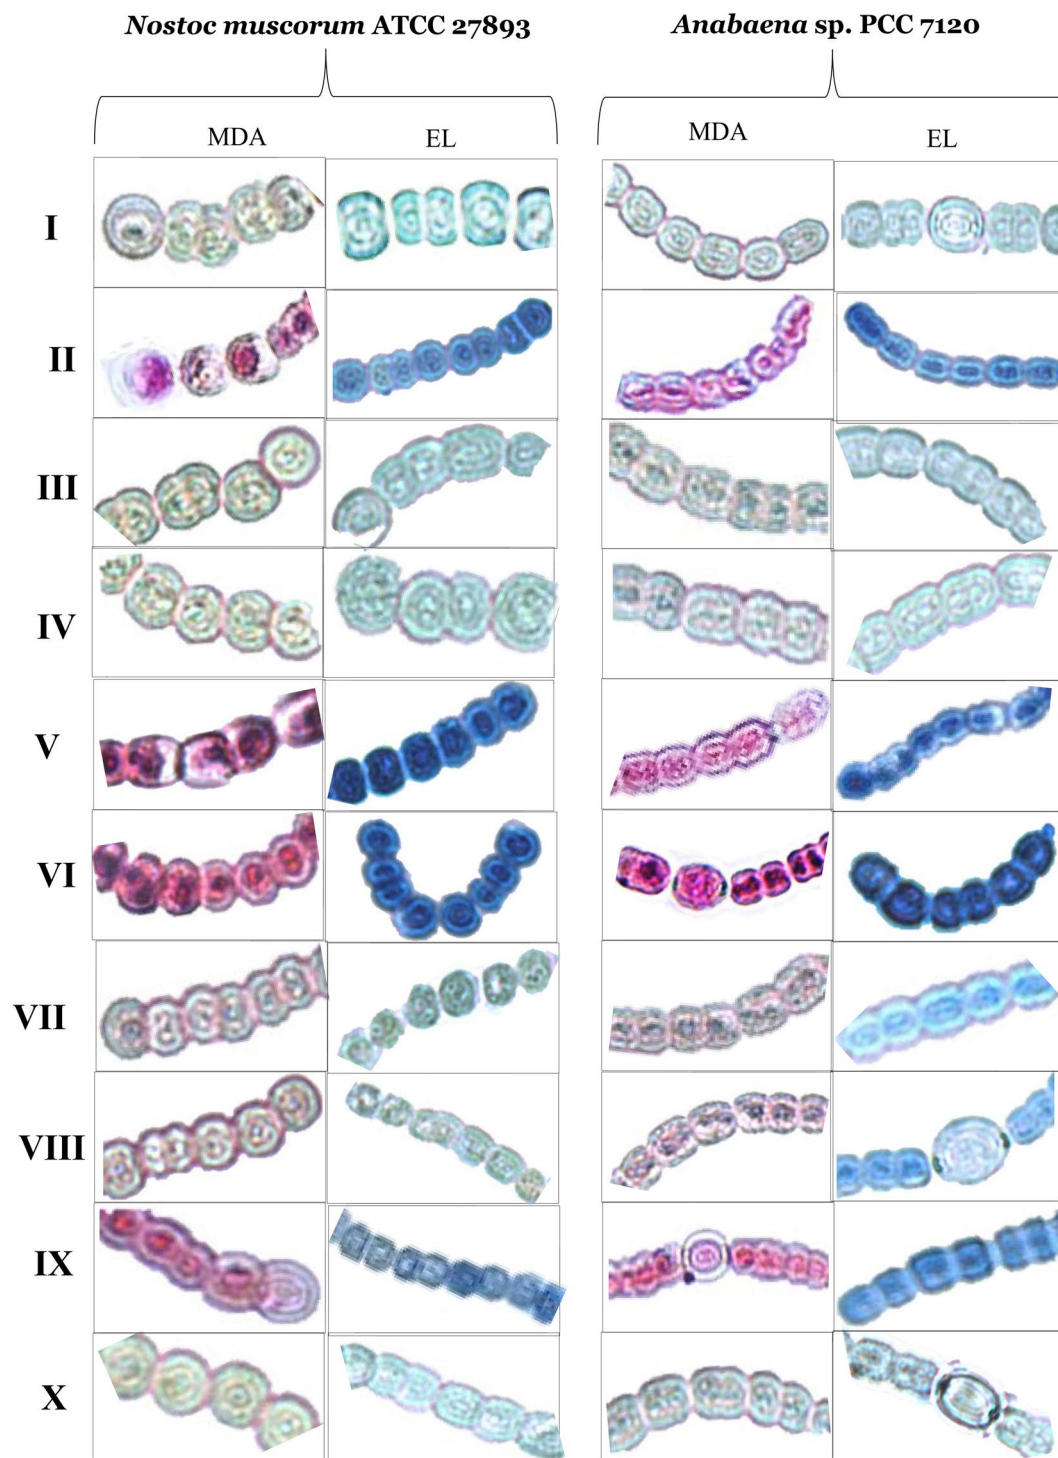 Nostoc muscorum ATCC 27893 Anabaena sp. PCC 7120
MDA EL MDA EL
I
II
III
IV
V
VI
VII
VIII
IX
X